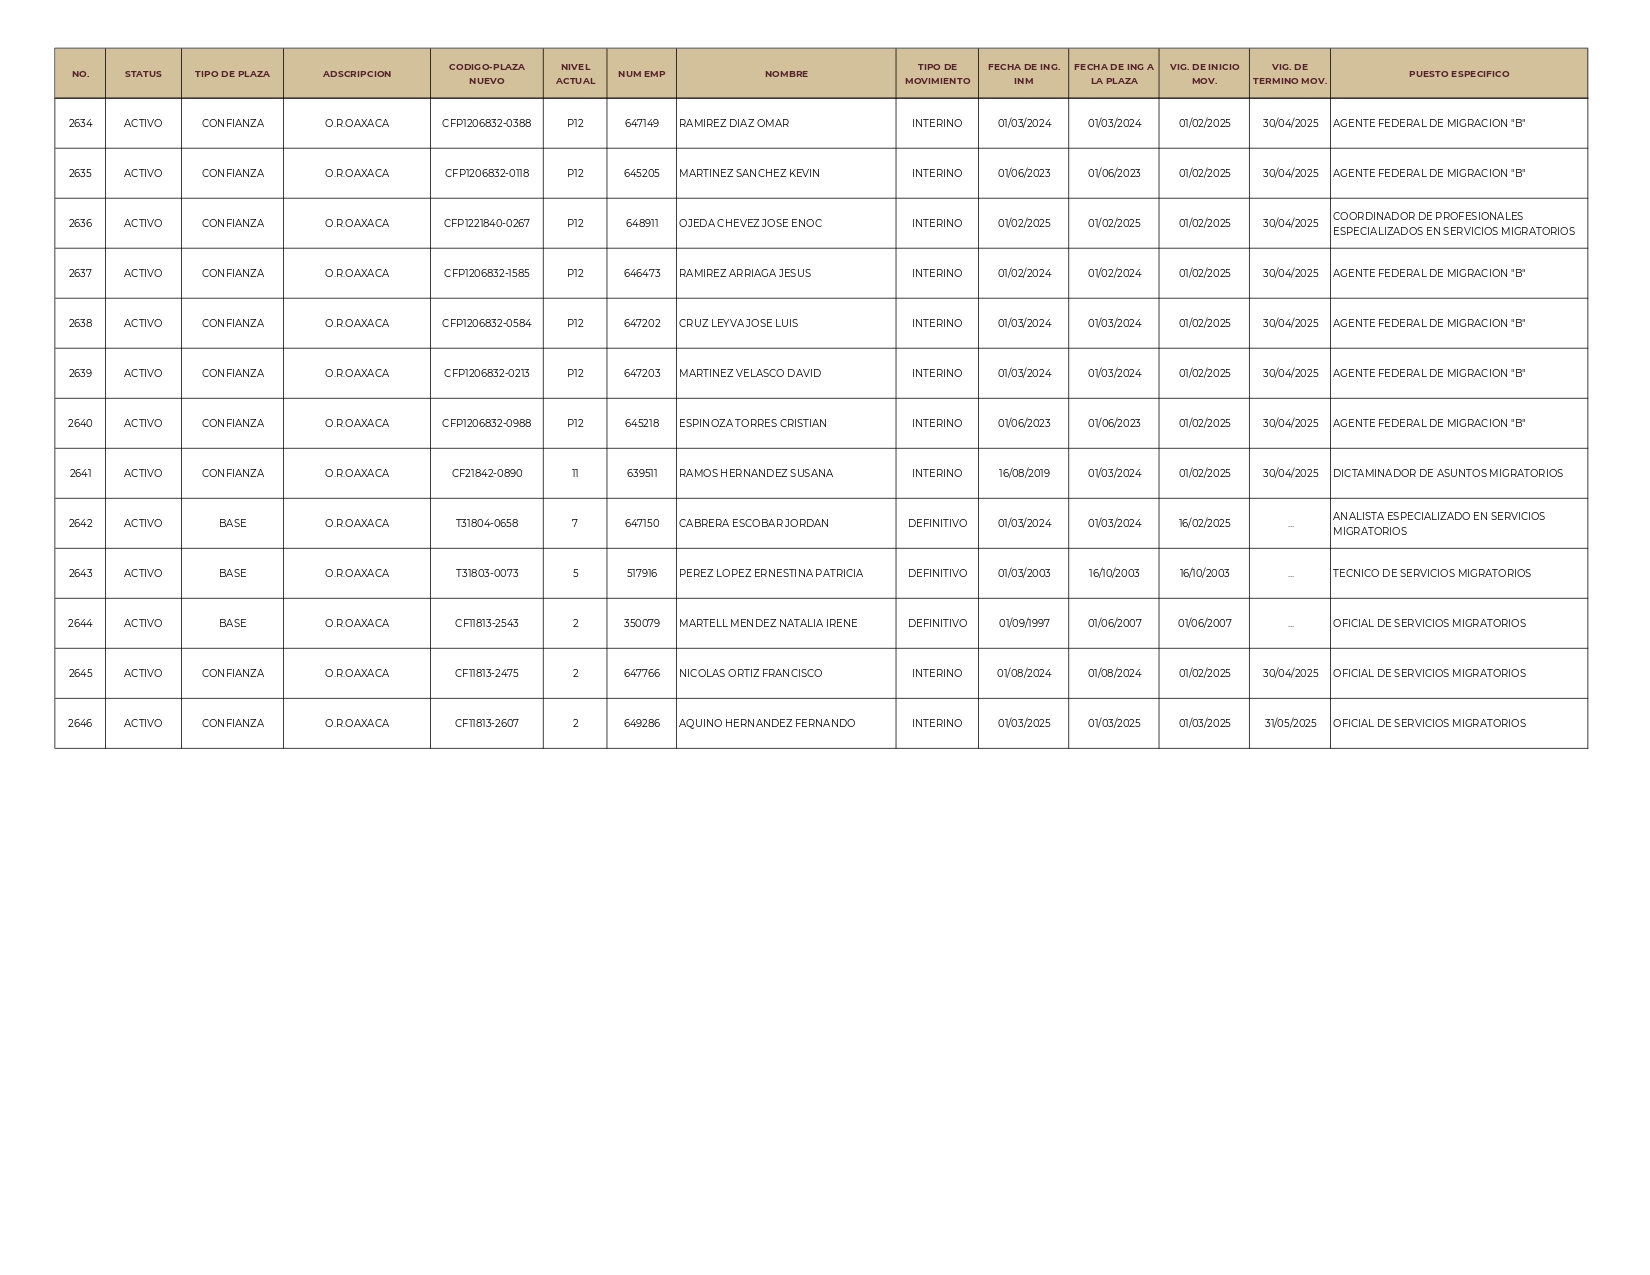 NO. STATUS TIPO DE PLAZA ADSCRIPCION CODIGO-PLAZA NUEVO NIVEL ACTUAL NUM EMP NOMBRE TIPO DE MOVIMIENTO FECHA DE ING. INM FECHA DE ING A LA PLAZA VIG. DE INICIO MOV. VIG. DE TERMINO MOV. PUESTO ESPECIFICO
2634 ACTIVO CONFIANZA O.R.OAXACA CFP1206832-0388 P12 647149 RAMIREZ DIAZ OMAR INTERINO 01/03/2024 01/03/2024 01/02/2025 30/04/2025 AGENTE FEDERAL DE MIGRACION "B"
2635 ACTIVO CONFIANZA O.R.OAXACA CFP1206832-0118 P12 645205 MARTINEZ SANCHEZ KEVIN INTERINO 01/06/2023 01/06/2023 01/02/2025 30/04/2025 AGENTE FEDERAL DE MIGRACION "B"
2636 ACTIVO CONFIANZA O.R.OAXACA CFP1221840-0267 P12 648911 OJEDA CHEVEZ JOSE ENOC INTERINO 01/02/2025 01/02/2025 01/02/2025 30/04/2025 COORDINADOR DE PROFESIONALES
ESPECIALIZADOS EN SERVICIOS MIGRATORIOS
2637 ACTIVO CONFIANZA O.R.OAXACA CFP1206832-1585 P12 646473 RAMIREZ ARRIAGA JESUS INTERINO 01/02/2024 01/02/2024 01/02/2025 30/04/2025 AGENTE FEDERAL DE MIGRACION "B"
2638 ACTIVO CONFIANZA O.R.OAXACA CFP1206832-0584 P12 647202 CRUZ LEYVA JOSE LUIS INTERINO 01/03/2024 01/03/2024 01/02/2025 30/04/2025 AGENTE FEDERAL DE MIGRACION "B"
2639 ACTIVO CONFIANZA O.R.OAXACA CFP1206832-0213 P12 647203 MARTINEZ VELASCO DAVID INTERINO 01/03/2024 01/03/2024 01/02/2025 30/04/2025 AGENTE FEDERAL DE MIGRACION "B"
2640 ACTIVO CONFIANZA O.R.OAXACA CFP1206832-0988 P12 645218 ESPINOZA TORRES CRISTIAN INTERINO 01/06/2023 01/06/2023 01/02/2025 30/04/2025 AGENTE FEDERAL DE MIGRACION "B"
2641 ACTIVO CONFIANZA O.R.OAXACA CF21842-0890 11 639511 RAMOS HERNANDEZ SUSANA INTERINO 16/08/2019 01/03/2024 01/02/2025 30/04/2025 DICTAMINADOR DE ASUNTOS MIGRATORIOS
2642 ACTIVO BASE O.R.OAXACA T31804-0658 7 647150 CABRERA ESCOBAR JORDAN DEFINITIVO 01/03/2024 01/03/2024 16/02/2025 ... ANALISTA ESPECIALIZADO EN SERVICIOS
MIGRATORIOS
2643 ACTIVO BASE O.R.OAXACA T31803-0073 5 517916 PEREZ LOPEZ ERNESTINA PATRICIA DEFINITIVO 01/03/2003 16/10/2003 16/10/2003 ... TECNICO DE SERVICIOS MIGRATORIOS
2644 ACTIVO BASE O.R.OAXACA CF11813-2543 2 350079 MARTELL MENDEZ NATALIA IRENE DEFINITIVO 01/09/1997 01/06/2007 01/06/2007 ... OFICIAL DE SERVICIOS MIGRATORIOS
2645 ACTIVO CONFIANZA O.R.OAXACA CF11813-2475 2 647766 NICOLAS ORTIZ FRANCISCO INTERINO 01/08/2024 01/08/2024 01/02/2025 30/04/2025 OFICIAL DE SERVICIOS MIGRATORIOS
2646 ACTIVO CONFIANZA O.R.OAXACA CF11813-2607 2 649286 AQUINO HERNANDEZ FERNANDO INTERINO 01/03/2025 01/03/2025 01/03/2025 31/05/2025 OFICIAL DE SERVICIOS MIGRATORIOS